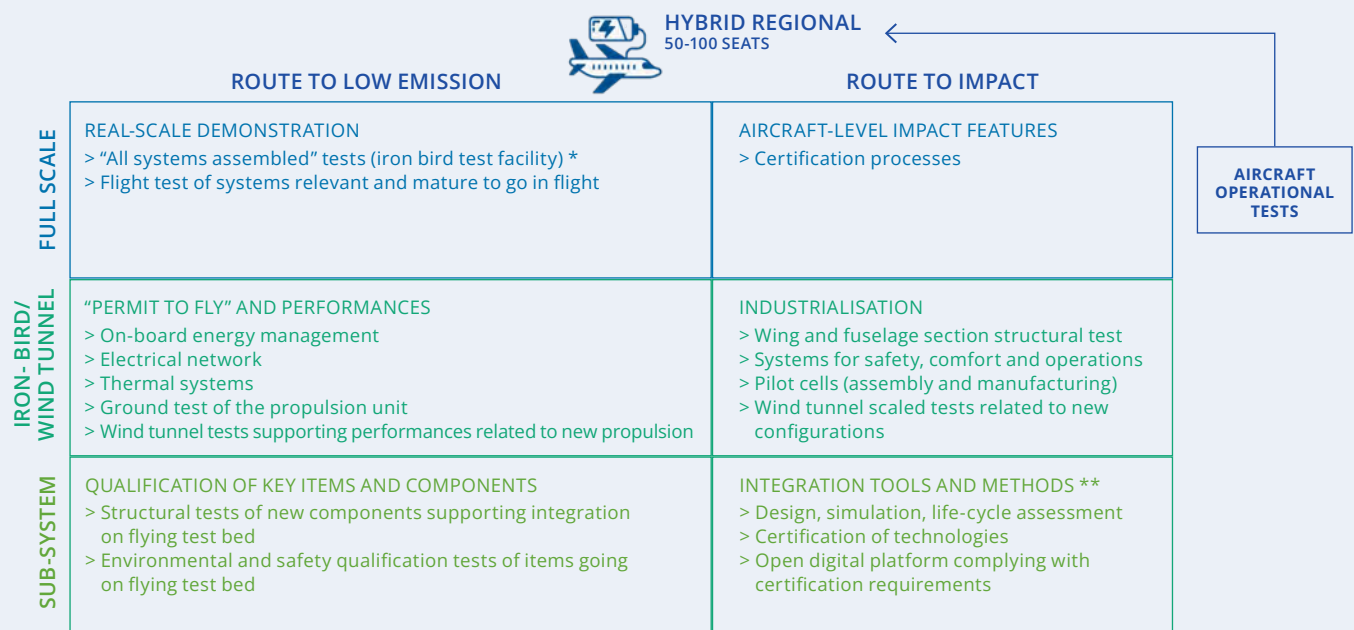 HYBRID REGIONAL
50-100 SEATS
ROUTE TO LOW EMISSION
ROUTE TO IMPACT
FULL SCALE
REAL-SCALE DEMONSTRATION
> “All systems assembled” tests (iron bird test facility) *
> Flight test of systems relevant and mature to go in flight
AIRCRAFT-LEVEL IMPACT FEATURES
> Certification processes
AIRCRAFT
OPERATIONAL
TESTS
IRON- BIRD/
WIND TUNNEL
“PERMIT TO FLY” AND PERFORMANCES
> On-board energy management
> Electrical network
> Thermal systems
> Ground test of the propulsion unit
> Wind tunnel tests supporting performances related to new propulsion
INDUSTRIALISATION
> Wing and fuselage section structural test
> Systems for safety, comfort and operations
> Pilot cells (assembly and manufacturing)
> Wind tunnel scaled tests related to new
configurations
SUB-SYSTEM
QUALIFICATION OF KEY ITEMS AND COMPONENTS
> Structural tests of new components supporting integration
on flying test bed
> Environmental and safety qualification tests of items going
on flying test bed
INTEGRATION TOOLS AND METHODS **
> Design, simulation, life-cycle assessment
> Certification of technologies
> Open digital platform complying with
certification requirements